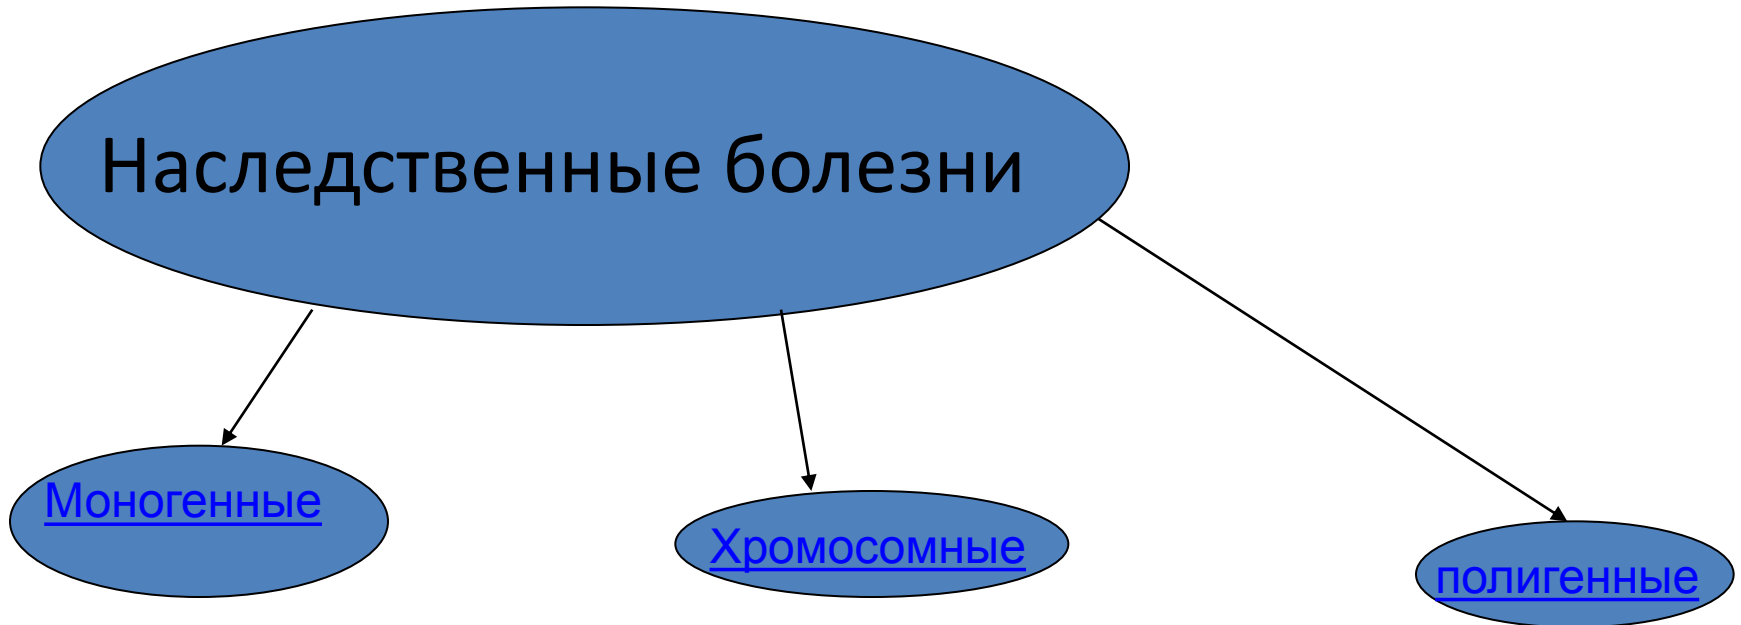 Наследственные болезни
Моногенные
Хромосомные
полигенные